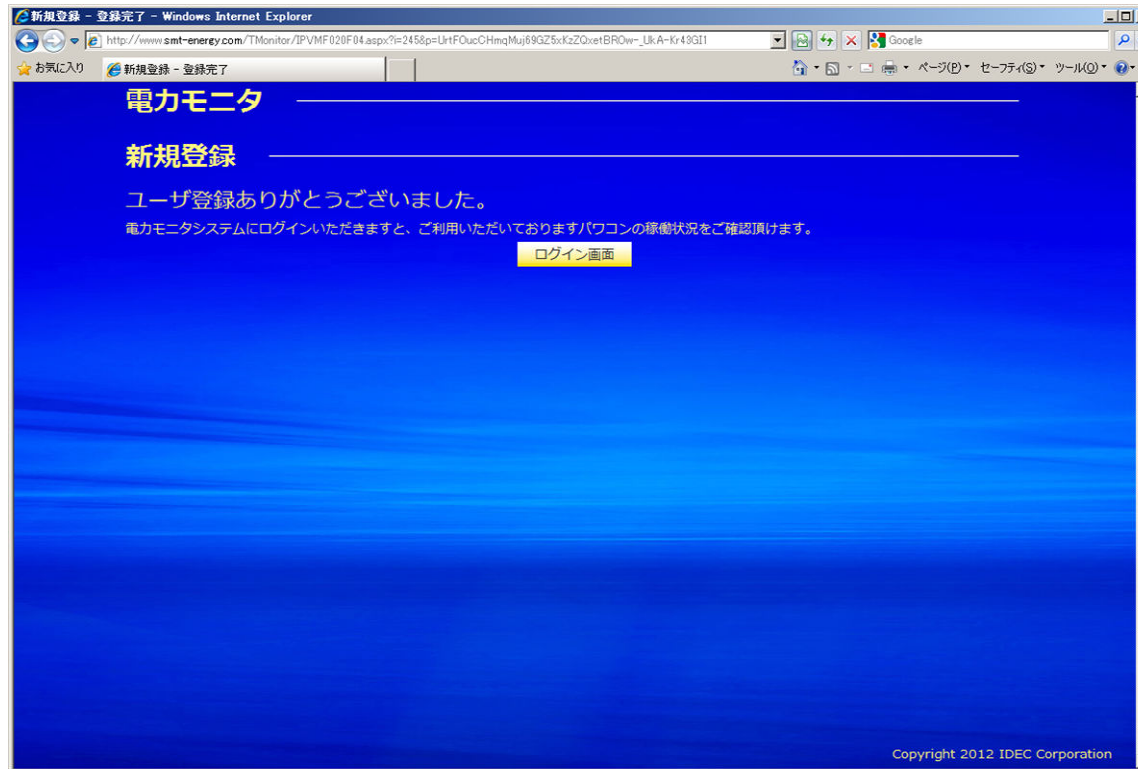 新規登録 - 登録完了 - Windows Internet Explorer
http://www.smt-energy.com/TMonitor/IPVMF020F04.aspx?i=245&p=UrtFOucCHmqMuj69GZ5xKzZQxetBROw-_UkA-Kr43GI1
Google
お気に入り
新規登録 - 登録完了
ページ(P)
セーフティ(S)
ツール(O)
電力モニタ
新規登録
ユーザ登録ありがとうございました。
電力モニタシステムにログインいただきますと、ご利用いただいておりますパワコンの稼働状況をご確認頂けます。
ログイン画面
Copyright 2012 IDEC Corporation